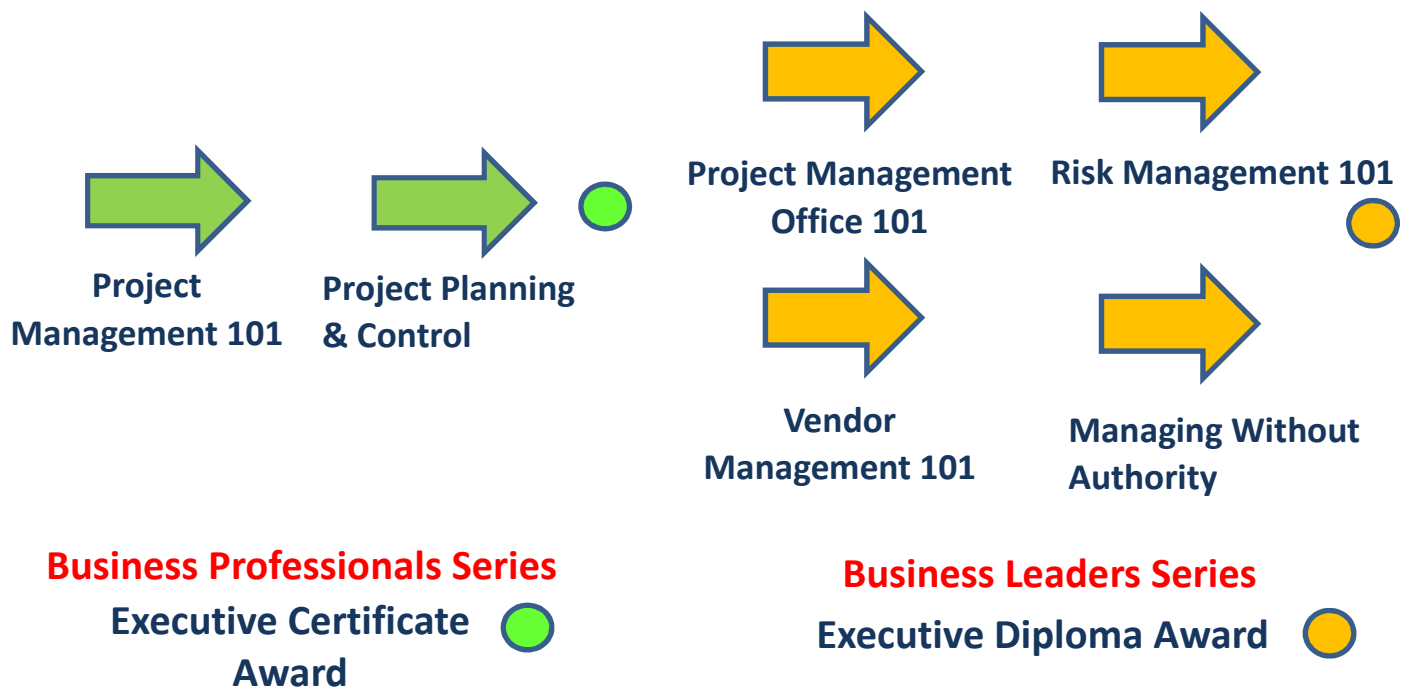 Project
Management 101
Project Planning
& Control
Project Management
Office 101
Risk Management 101
Vendor
Management 101
Managing Without
Authority
Business Professionals Series
Executive Certificate
Award
Business Leaders Series
Executive Diploma Award